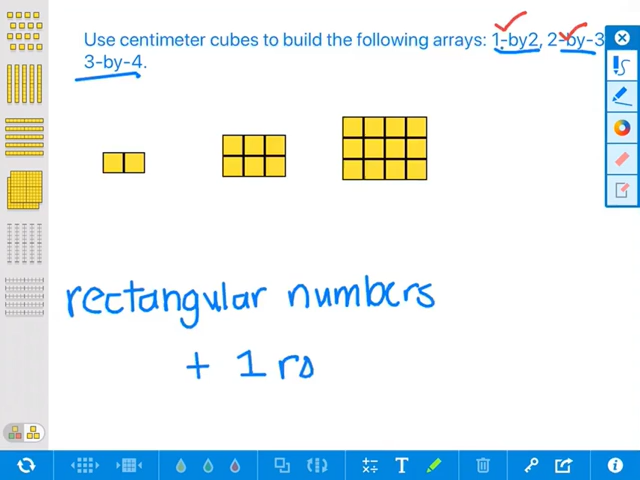 Use centimeter cubes to build the following arrays: 1-by2, 2-by-3
3-by-4.
rectangular numbers
+ 1 ro
T